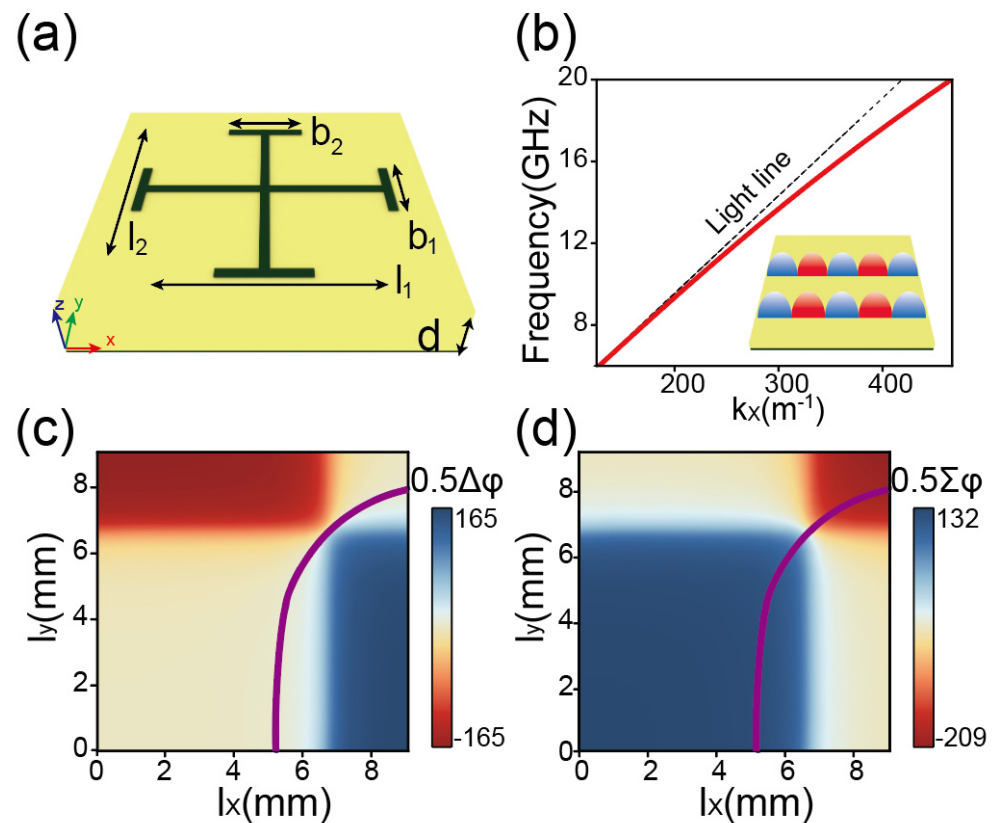 (a)
b₂
l₂
b₁
l₁
d
z
y
x
(b)
Frequency(GHz)
20
16
12
8
Light line
200
300
400
kₓ(m⁻¹)
(c)
0.5Δφ
165
-165
ly(mm)
8
6
4
2
0
0
2
4
6
8
lₓ(mm)
(d)
0.5Σφ
132
-209
ly(mm)
8
6
4
2
0
0
2
4
6
8
lₓ(mm)